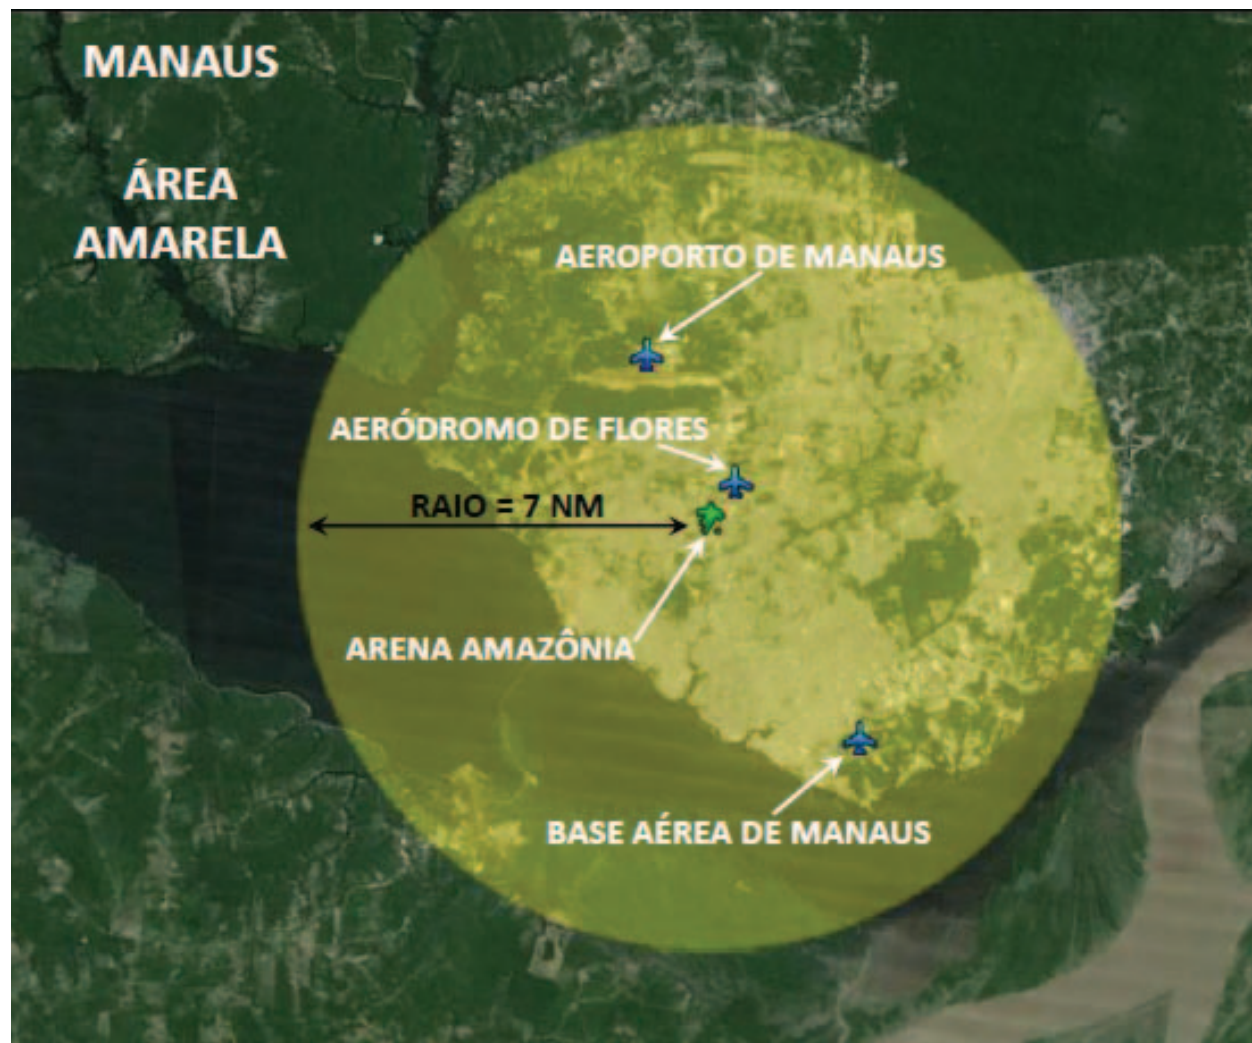 MANAUS
ÁREA
AMARELA
AEROPORTO DE MANAUS
AERÓDROMO DE FLORES
RAIO = 7 NM
ARENA AMAZÔNIA
BASE AÉREA DE MANAUS